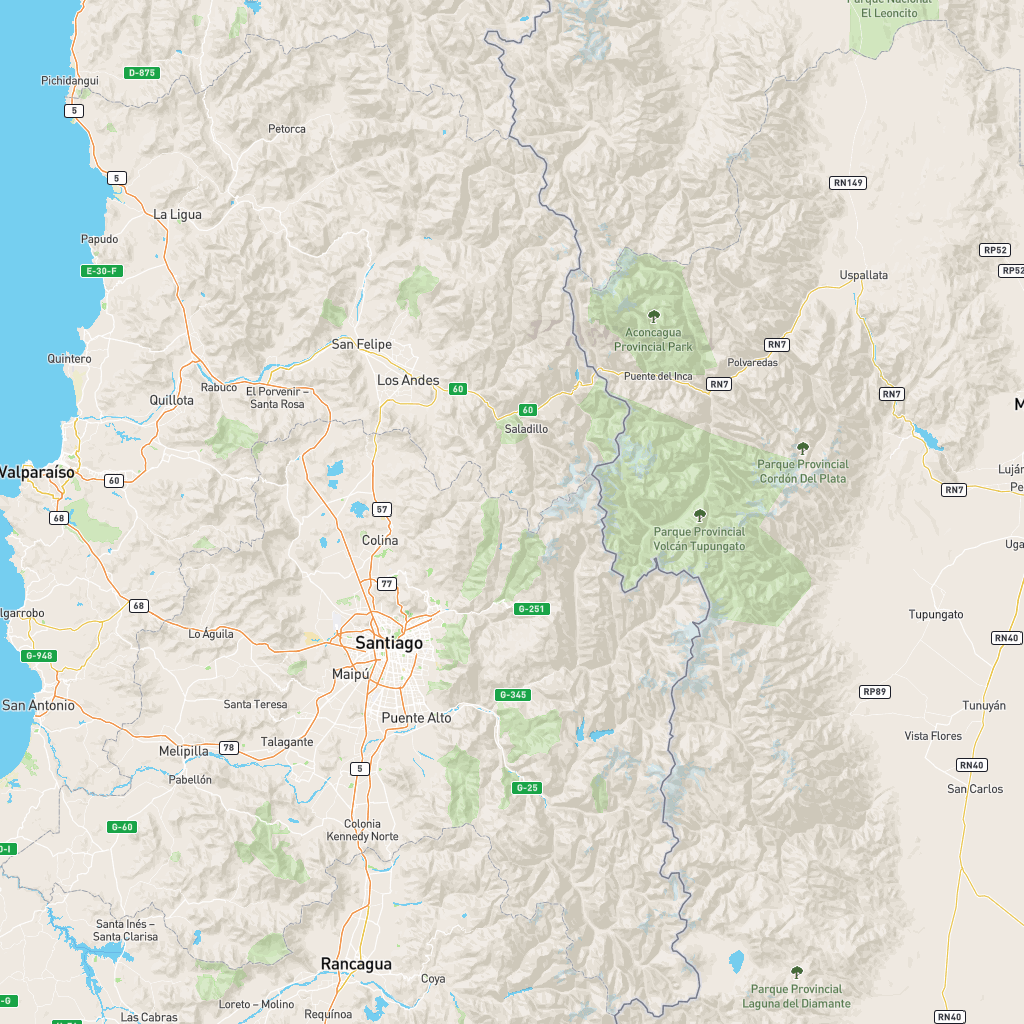 Parque Nacional
El Leoncito
D-875
Pichidangui
5
Petorca
5
RN149
La Ligua
Papudo
RP52
E-30-F
RP52
Uspallata
Aconcagua
Provincial Park
San Felipe
RN7
Quintero
Polvaredas
Puente del Inca
Los Andes
RN7
Rabuco
60
El Porvenir –
Santa Rosa
RN7
Quillota
60
M
Saladillo
Valparaíso
Parque Provincial
Cordón Del Plata
Luján
Pe
60
RN7
57
68
Parque Provincial
Volcán Tupungato
Colina
Uga
77
68
G-251
lgarrobo
Tupungato
Lo Águila
Santiago
RN40
G-948
Maipú
RP89
G-345
San Antonio
Santa Teresa
Tunuyán
Puente Alto
Vista Flores
Talagante
78
Melipilla
5
RN40
Pabellón
G-25
San Carlos
Colonia
Kennedy Norte
G-60
0-I
Santa Inés –
Santa Clarisa
Rancagua
Coya
Parque Provincial
Laguna del Diamante
-G
Loreto – Molino
Requínoa
Las Cabras
RN40